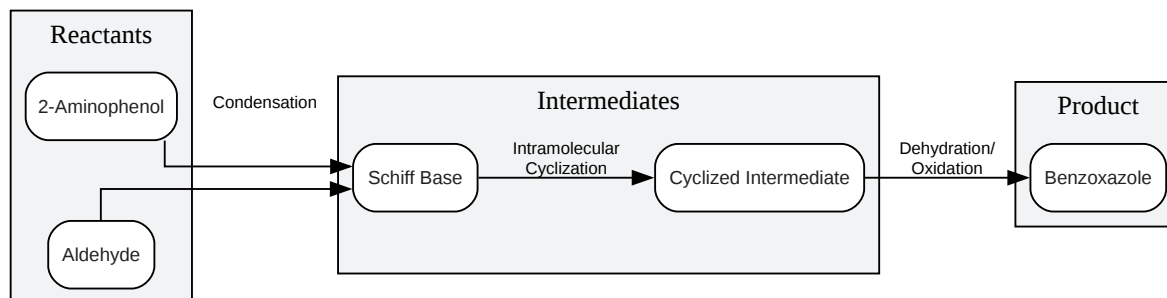 Reactants
2-Aminophenol
Aldehyde
Condensation
Intermediates
Schiff Base
Intramolecular
Cyclization
Cyclized Intermediate
Dehydration/
Oxidation
Product
Benzoxazole